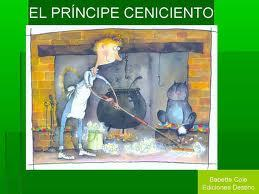 EL PRÍNCIPE CENICIENTO
Babette Cole
Ediciones Destino